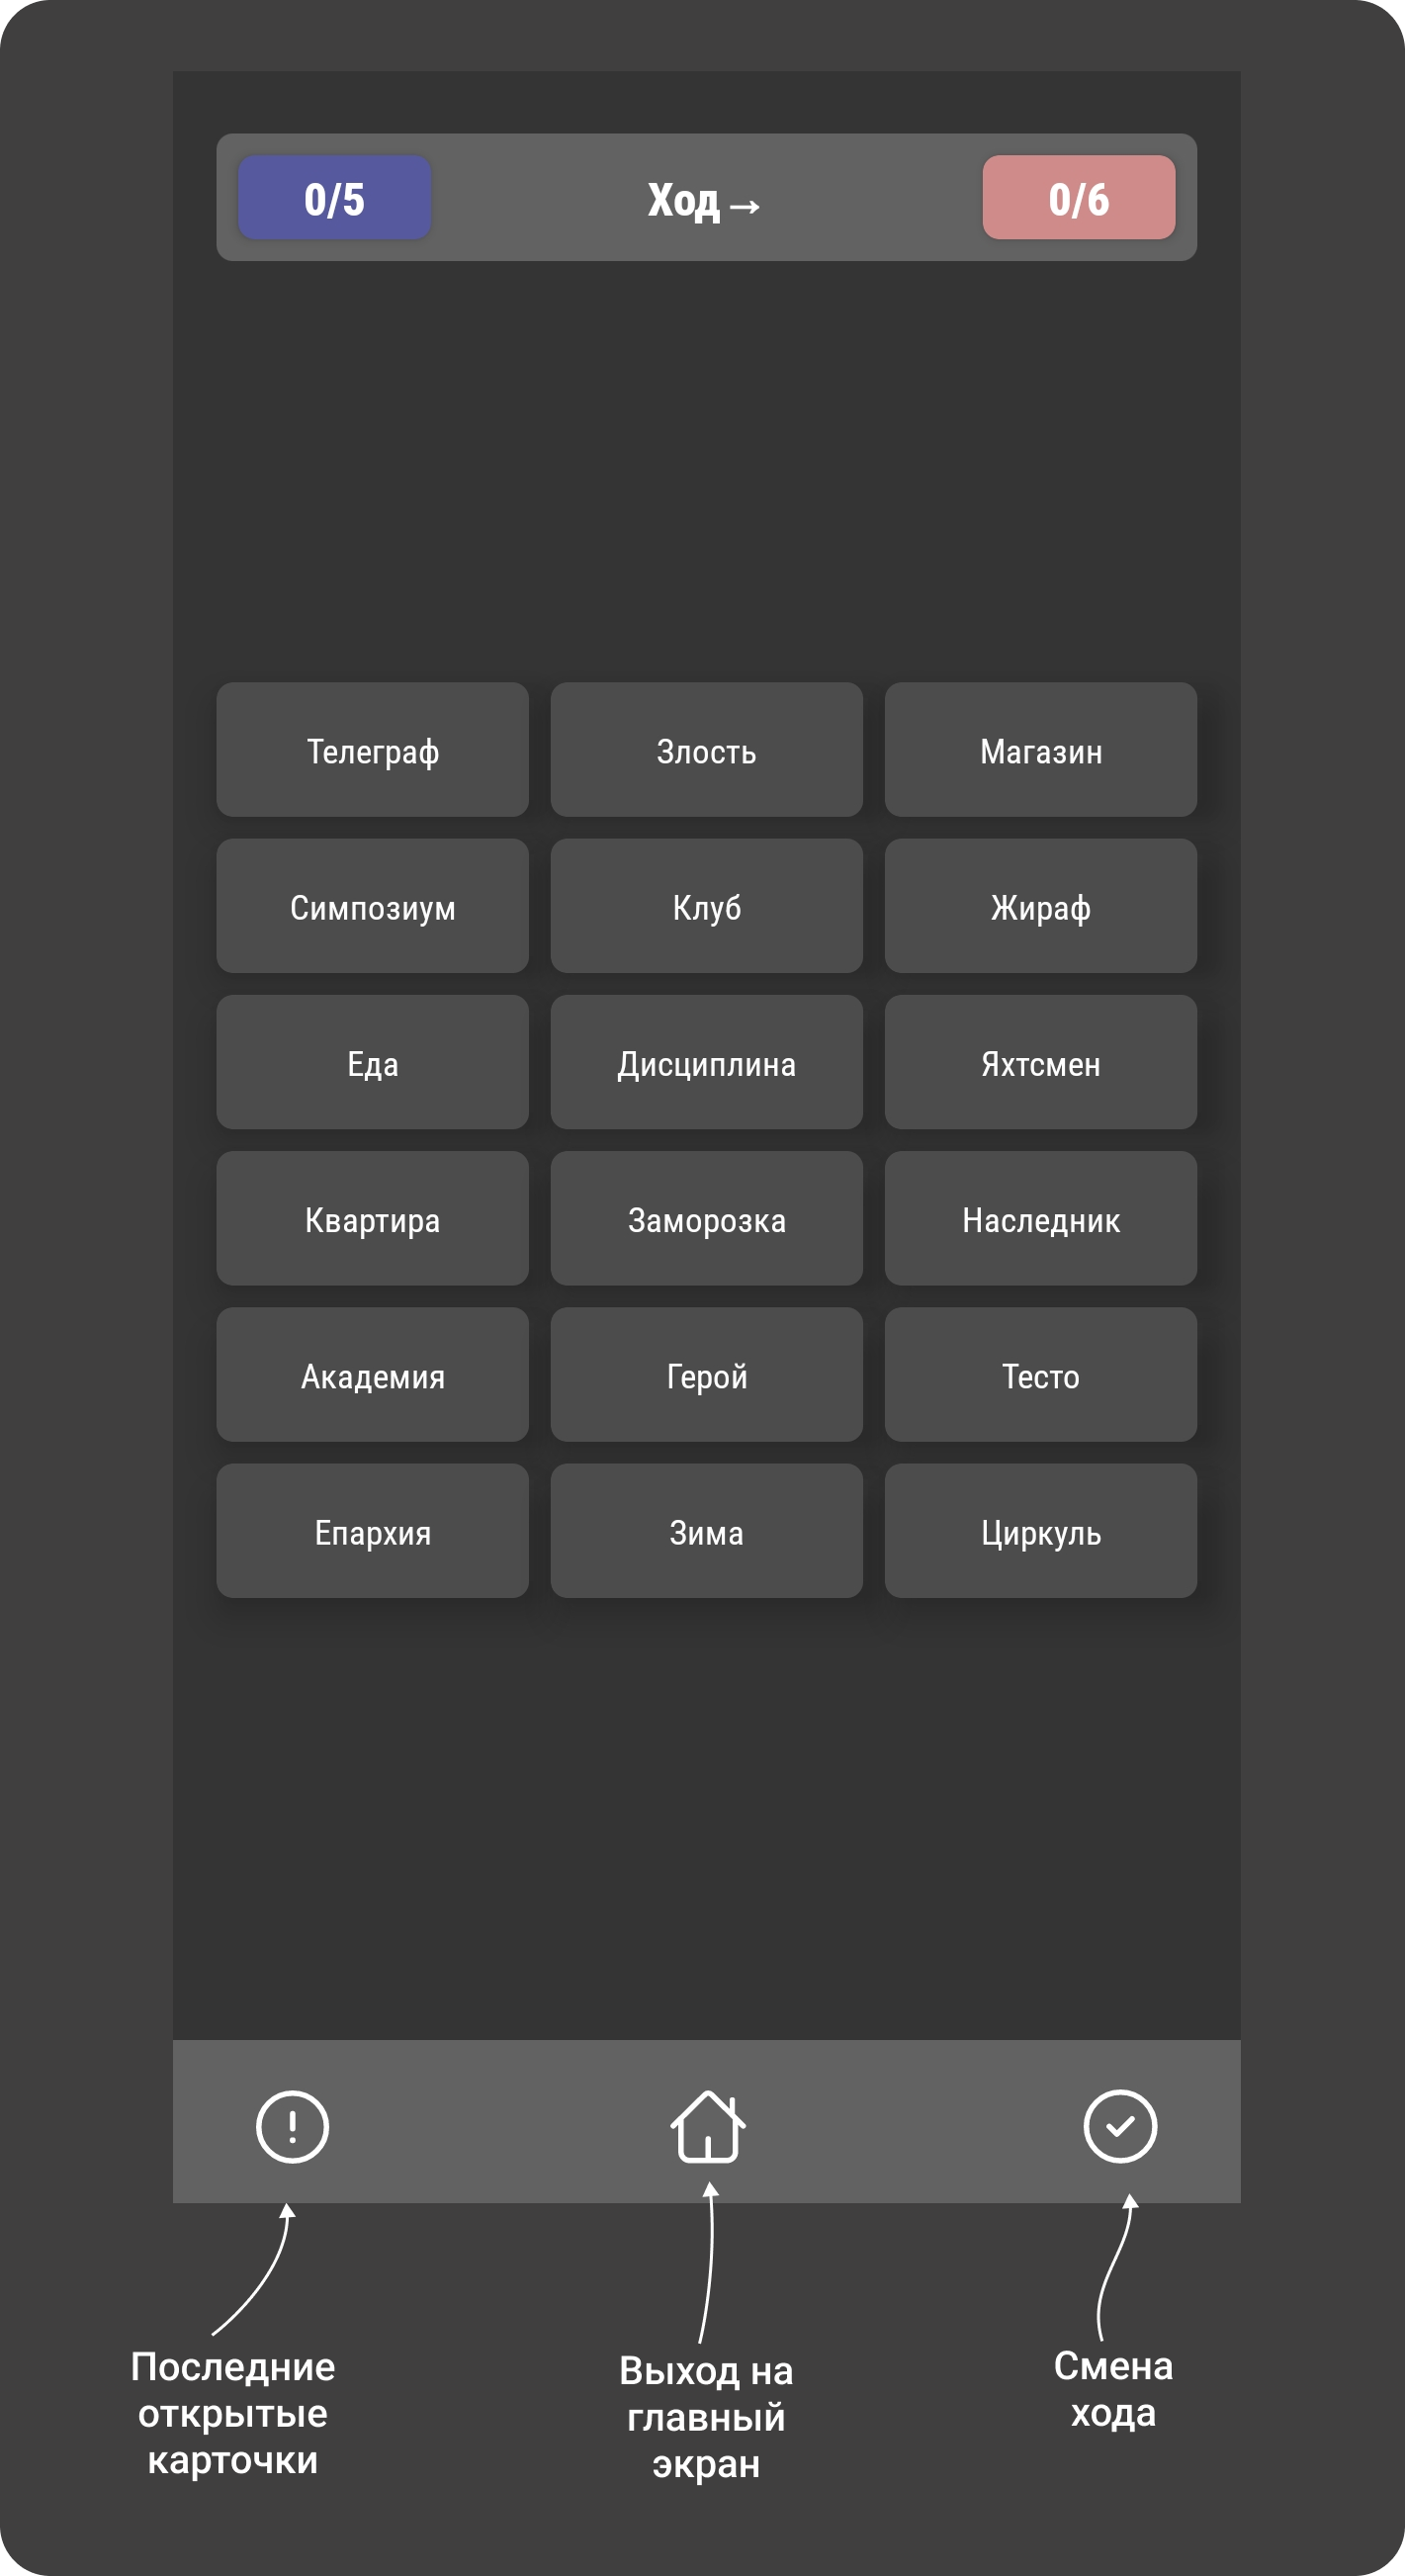 0/5 Ход→ 0/6
Телеграф Злость Магазин
Симпозиум Клуб Жираф
Еда Дисциплина Яхтсмен
Квартира Заморозка Наследник
Академия Герой Тесто
Епархия Зима Циркуль
Последние
открытые
карточки
Выход на
главный
экран
Смена
хода